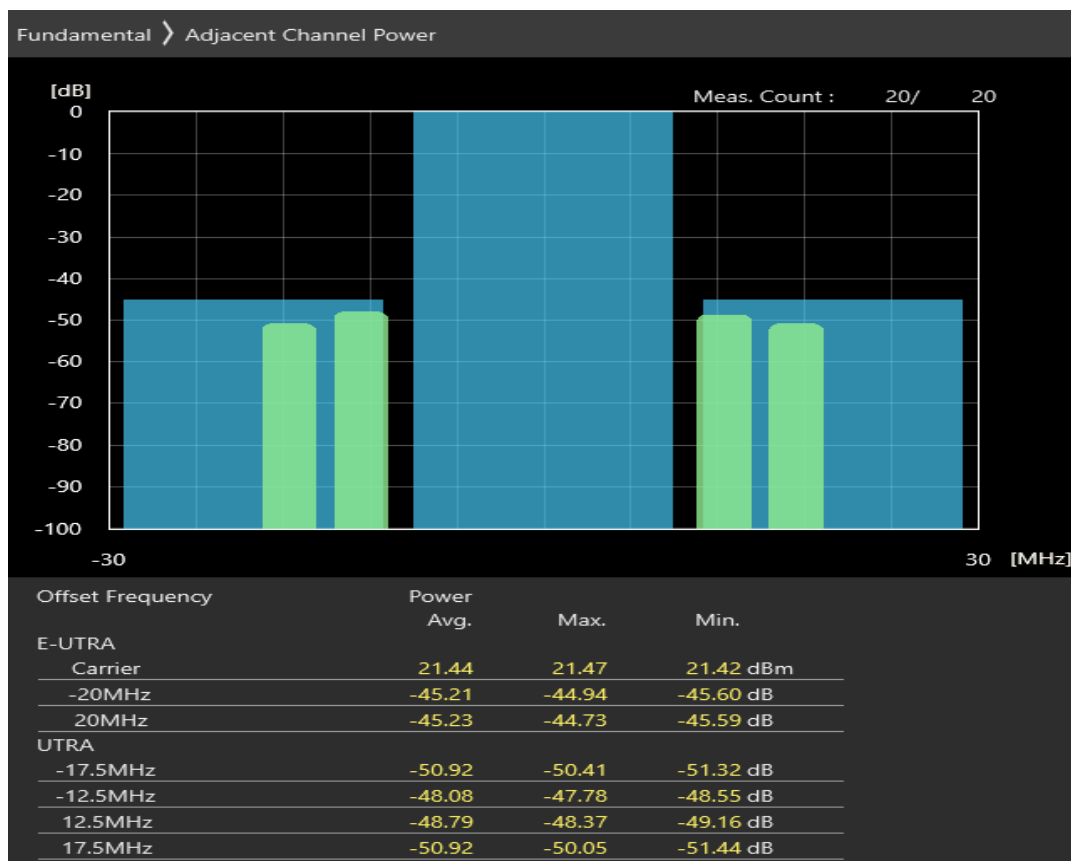 Fundamental 〉 Adjacent Channel Power
[dB]
Meas. Count : 20/ 20
0
-10
-20
-30
-40
-50
-60
-70
-80
-90
-100
-30 30 [MHz]
Offset Frequency Power
Avg. Max. Min.
E-UTRA
Carrier 21.44 21.47 21.42 dBm
-20MHz -45.21 -44.94 -45.60 dB
20MHz -45.23 -44.73 -45.59 dB
UTRA
-17.5MHz -50.92 -50.41 -51.32 dB
-12.5MHz -48.08 -47.78 -48.55 dB
12.5MHz -48.79 -48.37 -49.16 dB
17.5MHz -50.92 -50.05 -51.44 dB